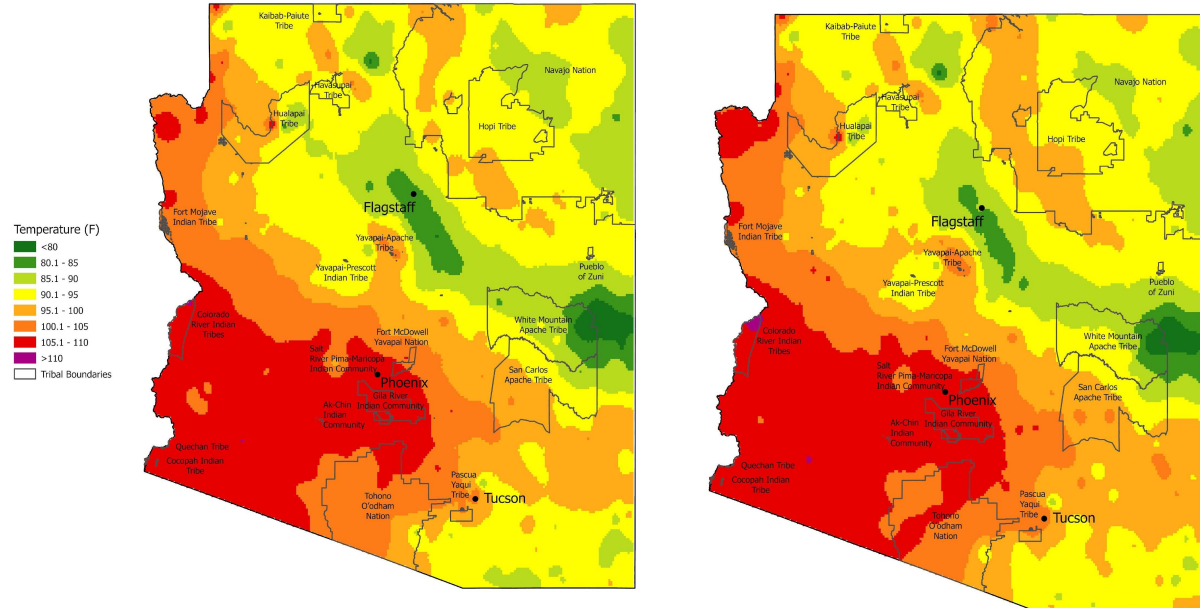 Temperature (F)
<80
80.1 - 85
85.1 - 90
90.1 - 95
95.1 - 100
100.1 - 105
105.1 - 110
>110
Tribal Boundaries
Kaibab-Paiute
Tribe
Navajo Nation
Havasupai
Tribe
Hualapai
Tribe
Hopi Tribe
Flagstaff
Fort Mojave
Indian Tribe
Yavapai-Apache
Tribe
Yavapai-Prescott
Indian Tribe
Pueblo
of Zuni
Colorado
River Indian
Tribes
White Mountain
Apache Tribe
Fort McDowell
Yavapai Nation
Salt
River Pima-Maricopa
Indian Community
San Carlos
Apache Tribe
Phoenix
Gila River
Indian Community
Ak-Chin
Indian
Community
Quechan Tribe
Cocopah Indian
Tribe
Pascua
Yaqui
Tribe
Tucson
Tohono
O'odham
Nation
Kaibab-Paiute
Tribe
Navajo Nation
Havasupai
Tribe
Hualapai
Tribe
Hopi Tribe
Flagstaff
Fort Mojave
Indian Tribe
Yavapai-Apache
Tribe
Yavapai-Prescott
Indian Tribe
Pueblo
of Zuni
Colorado
River Indian
Tribes
White Mountain
Apache Tribe
Fort McDowell
Yavapai Nation
Salt
River Pima-Maricopa
Indian Community
San Carlos
Apache Tribe
Phoenix
Gila River
Indian Community
Ak-Chin
Indian
Community
Quechan Tribe
Cocopah Indian
Tribe
Pascua
Yaqui
Tribe
Tucson
Tohono
O'odham
Nation